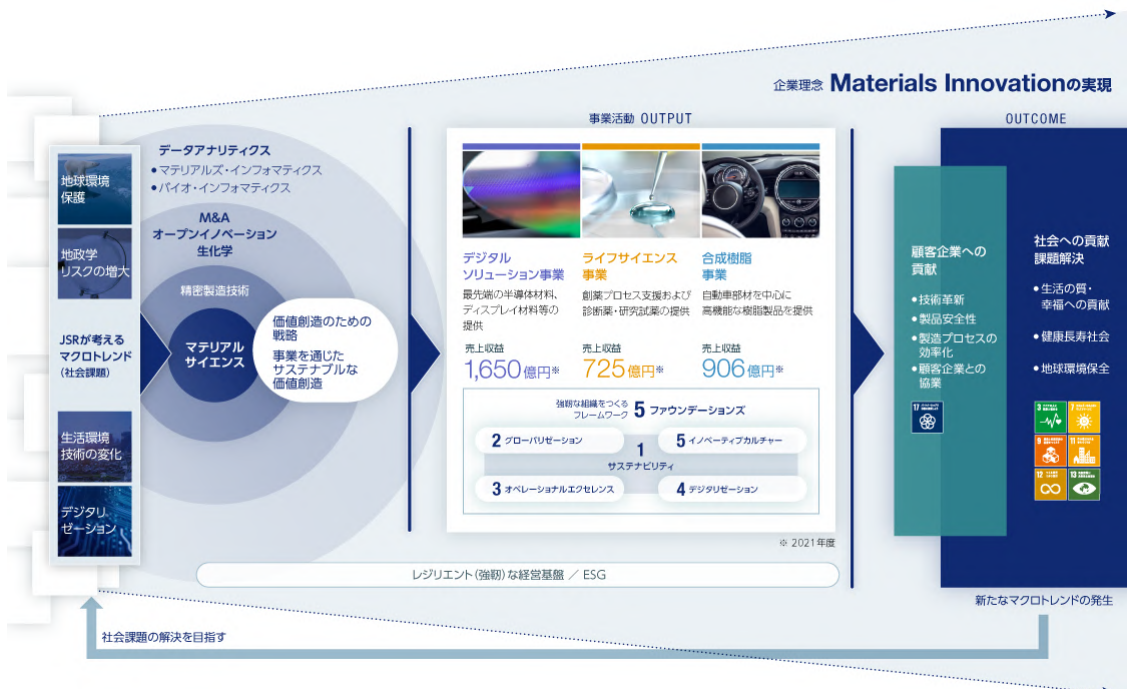 企業理念 Materials Innovationの実現
地球環境
保護
地政学
リスクの増大
JSRが考える
マクロトレンド
(社会課題)
生活環境
技術の変化
デジタリ
ゼーション
データアナリティクス
•マテリアルズ・インフォマティクス
•バイオ・インフォマティクス
M&A
オープンイノベーション
生化学
精密製造技術
マテリアル
サイエンス
価値創造のための
戦略
事業を通じた
サステナブルな
価値創造
事業活動 OUTPUT
デジタル
ソリューション事業
最先端の半導体材料、
ディスプレイ材料等の
提供
売上収益
1,650億円※
ライフサイエンス
事業
創薬プロセス支援および
診断薬・研究試薬の提供
売上収益
725億円※
合成樹脂
事業
自動車部材を中心に
高機能な樹脂製品を提供
売上収益
906億円※
強靭な組織をつくる
フレームワーク 5 ファウンデーションズ
2 グローバリゼーション
5 イノベーティブカルチャー
1
サステナビリティ
3 オペレーショナルエクセレンス
4 デジタリゼーション
※ 2021年度
レジリエント(強靭)な経営基盤 / ESG
OUTCOME
顧客企業への
貢献
•技術革新
•製品安全性
•製造プロセスの
効率化
•顧客企業との
協業
17
社会への貢献
課題解決
•生活の質・
幸福への貢献
•健康長寿社会
•地球環境保全
3
7
9
11
12
13
新たなマクロトレンドの発生
社会課題の解決を目指す